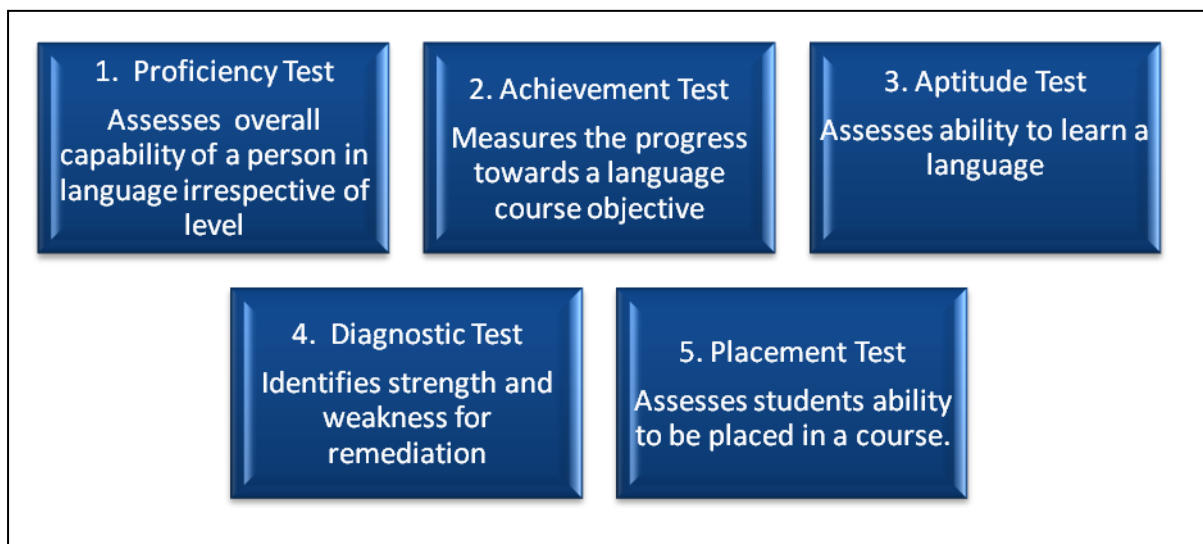 1. Proficiency Test
Assesses overall
capability of a person in
language irrespective of
level
2. Achievement Test
Measures the progress
towards a language
course objective
3. Aptitude Test
Assesses ability to learn a
language
4. Diagnostic Test
Identifies strength and
weakness for
remediation
5. Placement Test
Assesses students ability
to be placed in a course.